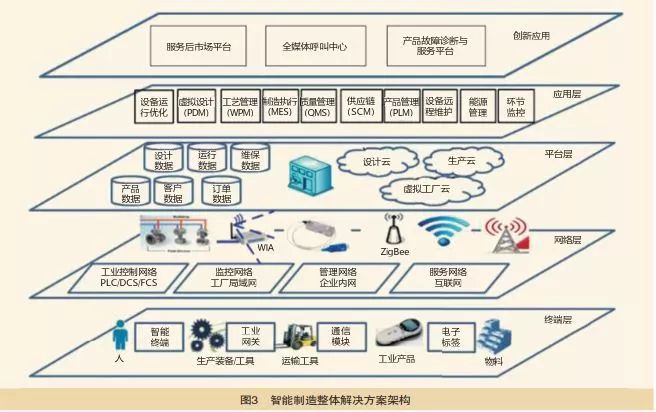 创新应用
服务后市场平台
全媒体呼叫中心
产品故障诊断与
服务平台
应用层
设备运
行优化
虚拟设计
(PDM)
工艺管理
(WPM)
制造执行
(MES)
质量管理
(QMS)
供应链
(SCM)
产品管理
(PLM)
设备远
程维护
能源
管理
环节
监控
平台层
设计
数据
运行
数据
维保
数据
产品
数据
客户
数据
订单
数据
设计云
生产云
虚拟工厂云
网络层
WIA
ZigBee
工业控制网络
PLC/DCS/FCS
监控网络
工厂局域网
管理网络
企业内网
服务网络
互联网
终端层
人
智能
终端
生产装备/工具
工业
网关
运输工具
通信
模块
工业产品
电子
标签
物料
图3 智能制造整体解决方案架构